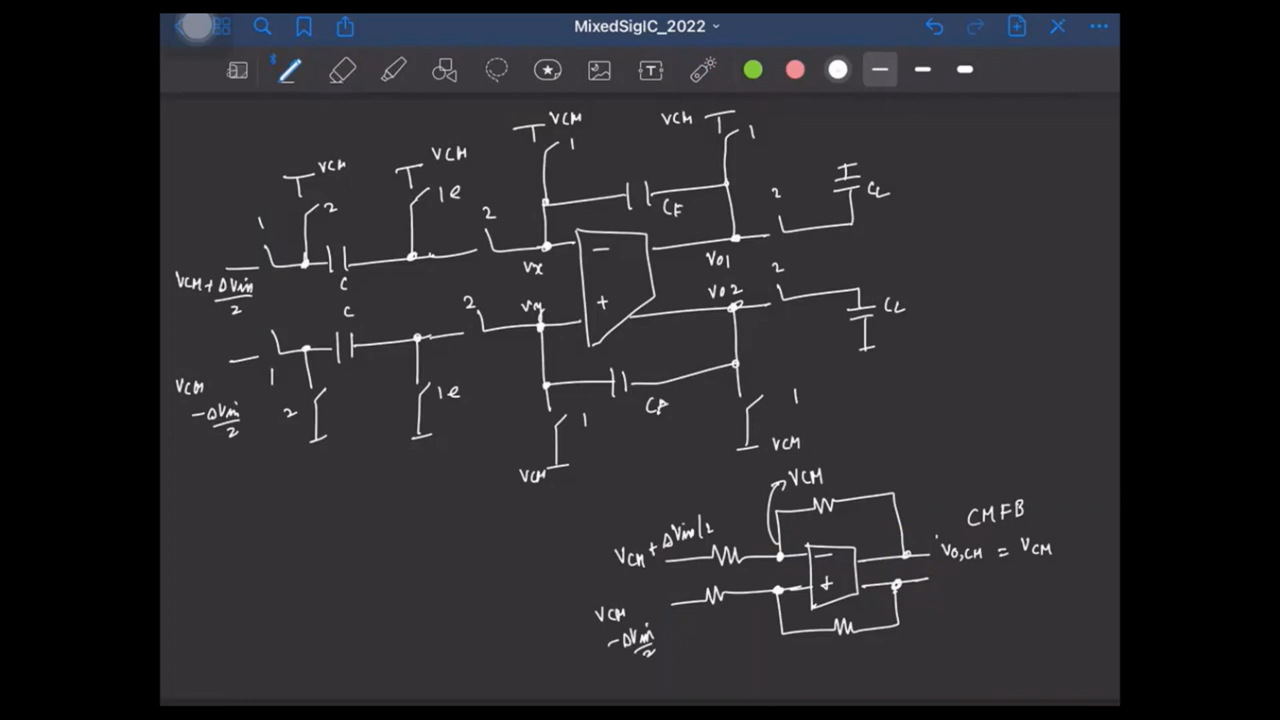 MixedSigIC_2022
T
VCM
VCM
VCM
VCM
1
1
2
1e
1
2
2
CF
CL
VCM + ΔVin/2
C
Vx
−
Vo1
C
2
Vy
+
Vo2
2
CL
VCM − ΔVin/2
1
2
1e
CF
1
1
VCM
VCM
VCM
VCM + ΔVin/2
−
+
CMFB
Vo,CM = VCM
VCM − ΔVin/2